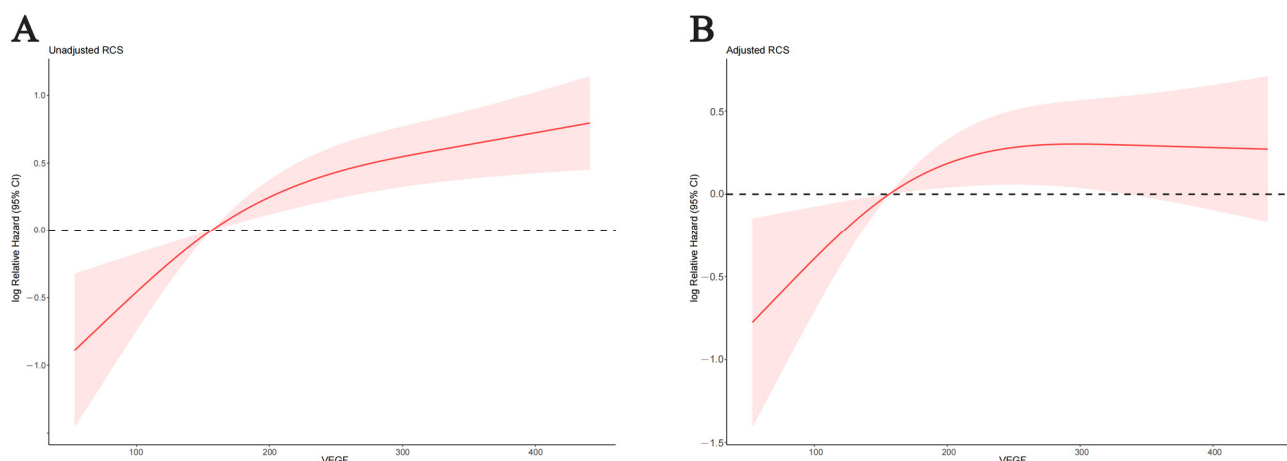 A
Unadjusted RCS
log Relative Hazard (95% CI)
1.0
0.5
0.0
−0.5
−1.0
100 200 300 400
VEGF
B
Adjusted RCS
log Relative Hazard (95% CI)
0.5
0.0
−0.5
−1.0
−1.5
100 200 300 400
VEGF